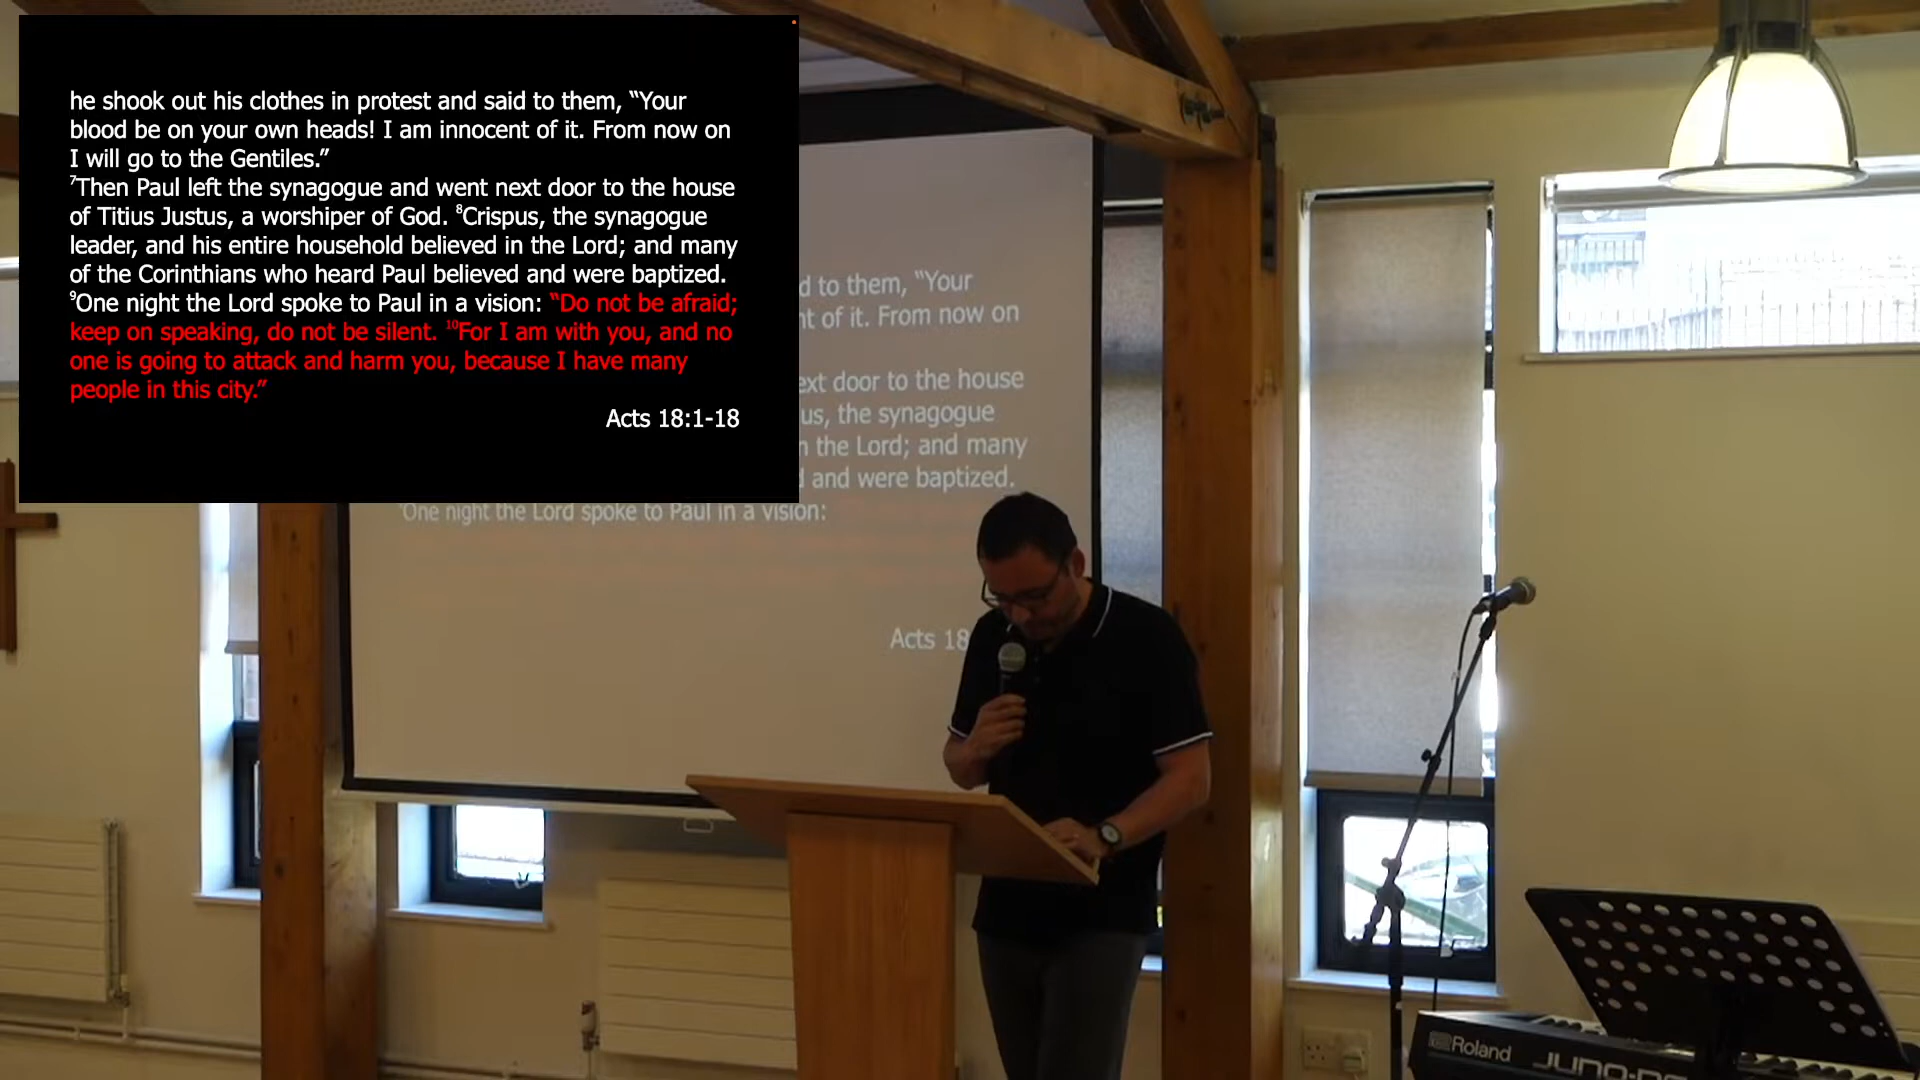 he shook out his clothes in protest and said to them, “Your
blood be on your own heads! I am innocent of it. From now on
I will go to the Gentiles.”
⁷Then Paul left the synagogue and went next door to the house
of Titius Justus, a worshiper of God. ⁸Crispus, the synagogue
leader, and his entire household believed in the Lord; and many
of the Corinthians who heard Paul believed and were baptized.
⁹One night the Lord spoke to Paul in a vision: “Do not be afraid;
keep on speaking, do not be silent. ¹⁰For I am with you, and no
one is going to attack and harm you, because I have many
people in this city.”
Acts 18:1-18
d to them, “Your
of it. From now on
door to the house
us, the synagogue
the Lord; and many
and were baptized.
⁹One night the Lord spoke to Paul in a vision:
Acts 18
Roland